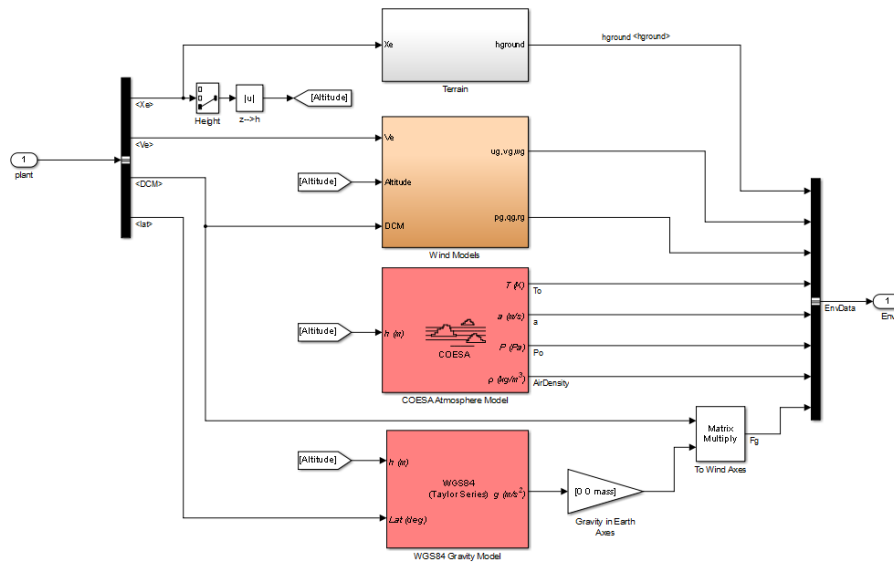 hground <hground>
Xe
hground
Terrain
<Xe>
Height
|u|
z-->h
[Altitude]
1
plant
<Ve>
<DCM>
<lat>
Ve
[Altitude]
Altitude
DCM
ug,vg,wg
pg,qg,rg
Wind Models
[Altitude]
h (m)
COESA
T (K)
a (m/s)
P (Pa)
ρ (kg/m³)
To
a
Po
AirDensity
COESA Atmosphere Model
EnvData
1
Env
[Altitude]
h (m)
WGS84
(Taylor Series) g (m/s²)
Lat (deg)
WGS84 Gravity Model
[0 0 mass]
Gravity in Earth
Axes
Matrix
Multiply
Fg
To Wind Axes